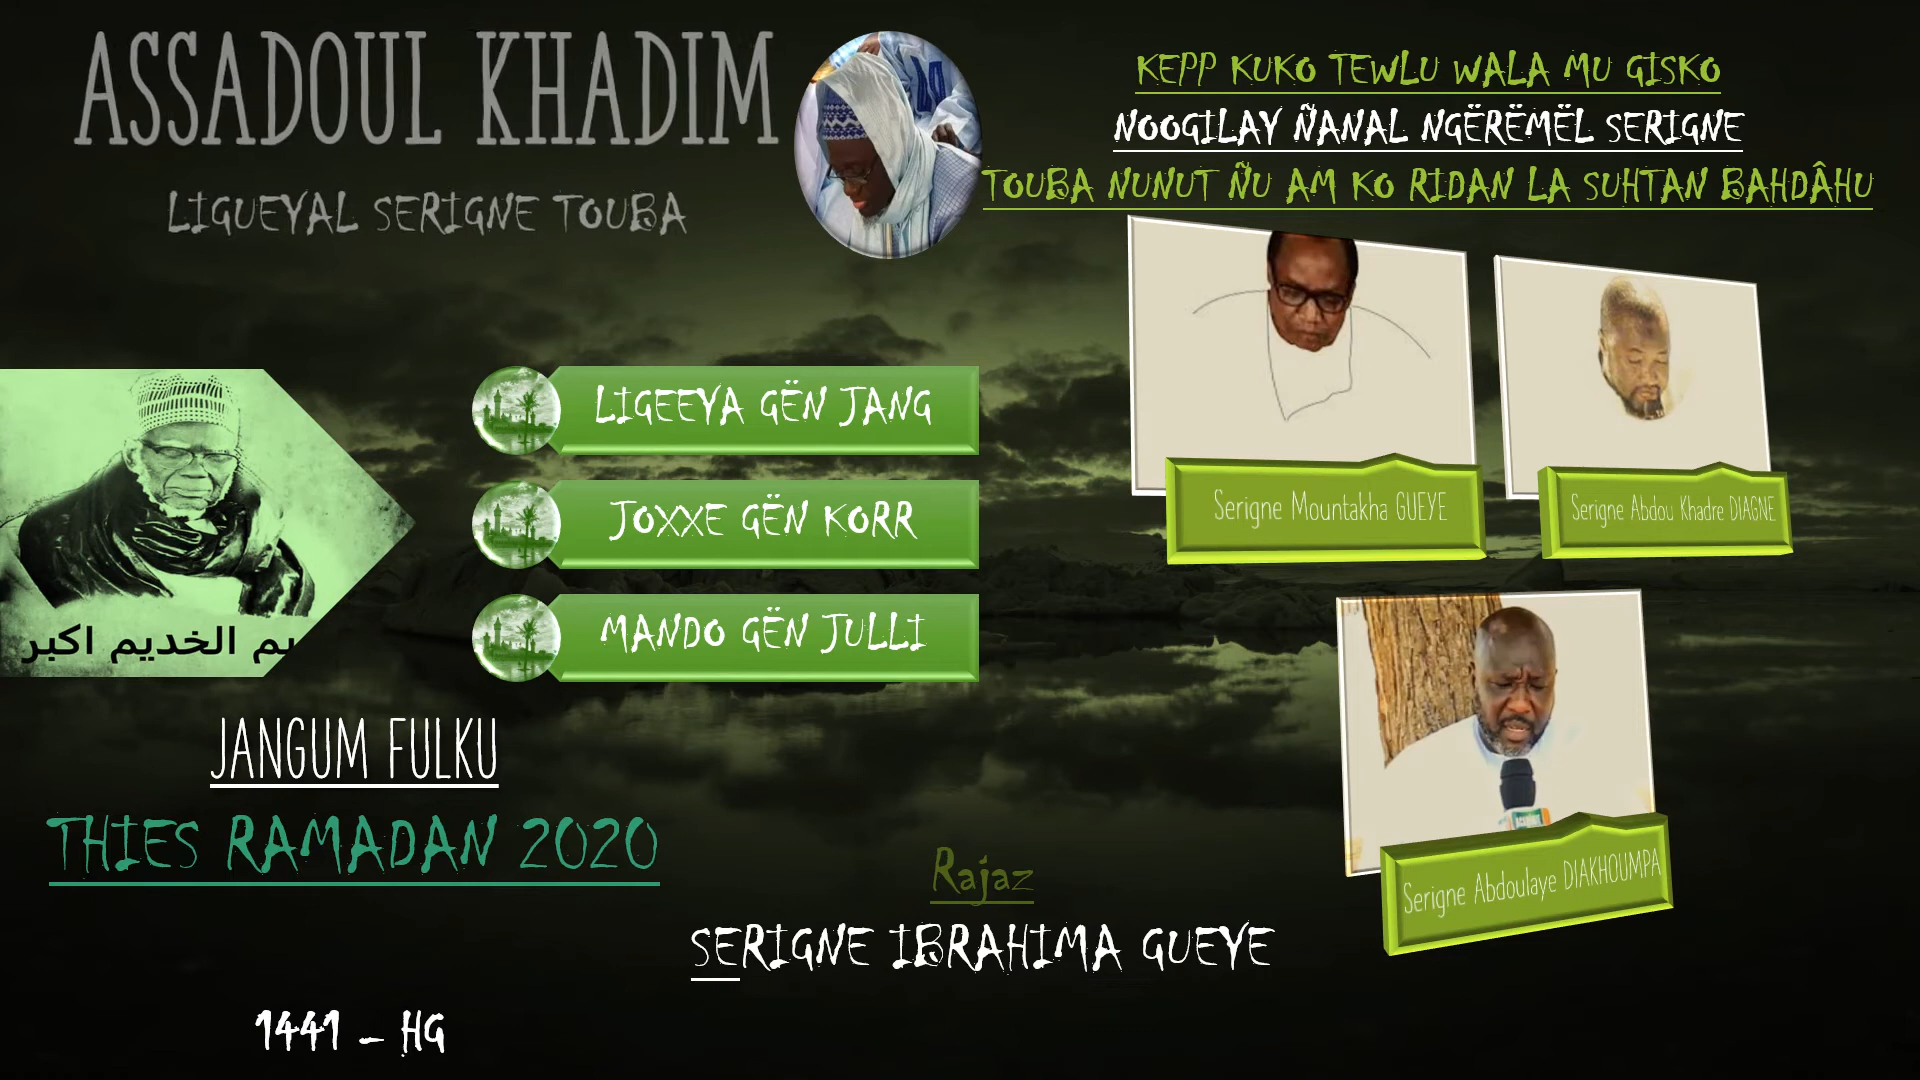 ASSADOUL KHADIM
LIGUEYAL SERIGNE TOUBA
KEPP KUKO TEWLU WALA MU GISKO
NOOGILAY ÑANAL NGËRËMËL SERIGNE
TOUBA NUNUT ÑU AM KO RIDAN LA SUHTAN BAHDÂHU
LIGEEYA GËN JANG
JOXXE GËN KORR
MANDO GËN JULLI
الخديم اكبر
Serigne Mountakha GUEYE
Serigne Abdou Khadre DIAGNE
Serigne Abdoulaye DIAKHOUMPA
JANGUM FULKU
THIES RAMADAN 2020
Rajaz
SERIGNE IBRAHIMA GUEYE
1441 – HG